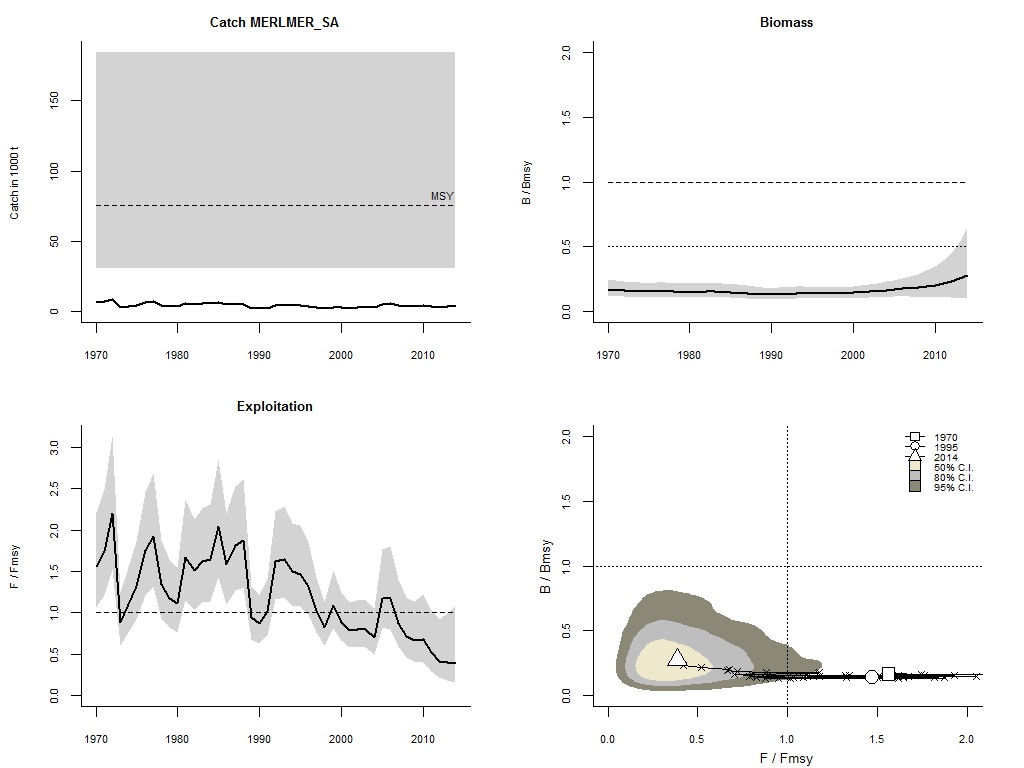 Catch MERLMER_SA
Catch in 1000 t
150
100
50
0
MSY
1970 1980 1990 2000 2010
Biomass
B / Bmsy
2.0
1.5
1.0
0.5
0.0
1970 1980 1990 2000 2010
Exploitation
F / Fmsy
3.0
2.5
2.0
1.5
1.0
0.5
0.0
1970 1980 1990 2000 2010
B / Bmsy
2.0
1.5
1.0
0.5
0.0
1970
1995
2014
50% C.I.
80% C.I.
95% C.I.
0.0 0.5 1.0 1.5 2.0
F / Fmsy